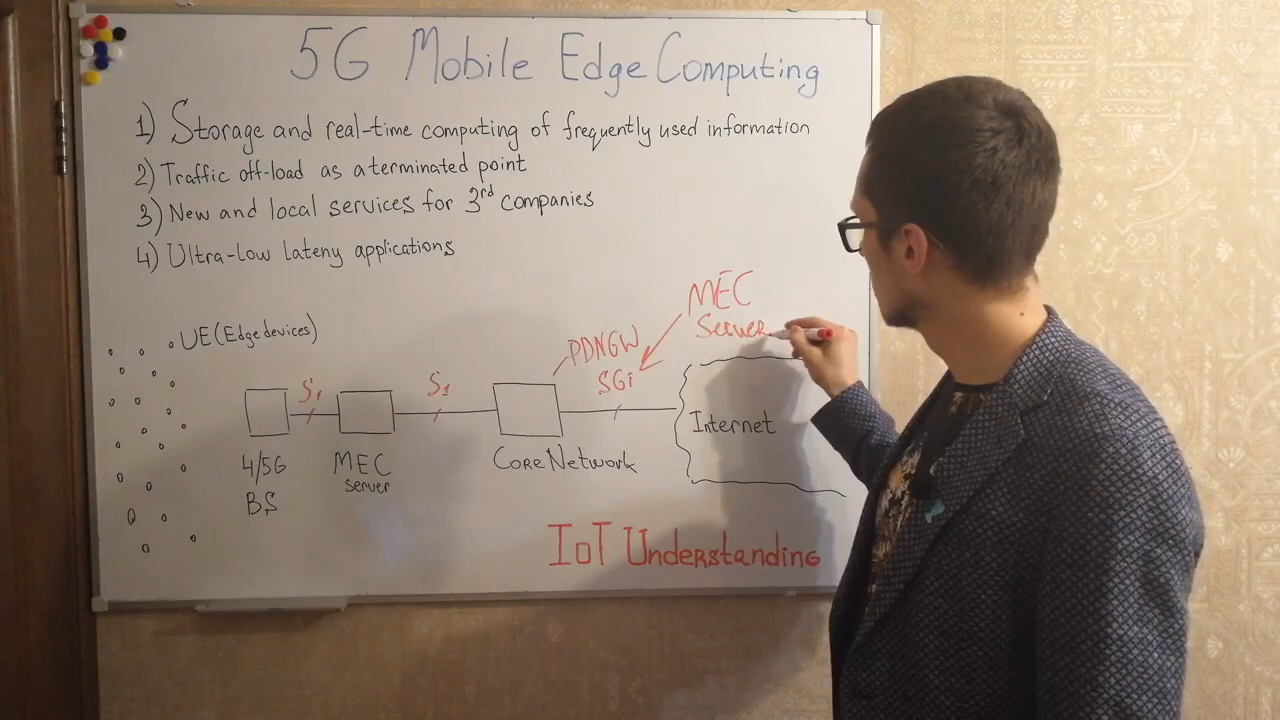 5G Mobile Edge Computing
1) Storage and real-time computing of frequently used information
2) Traffic off-load as a terminated point
3) New and local services for 3rd companies
4) Ultra-low lateny applications
MEC
Server
UE (Edge devices)
PDNGW
SGi
S1
S1
Internet
4/5G
BS
MEC
Server
Core Network
IoT Understanding